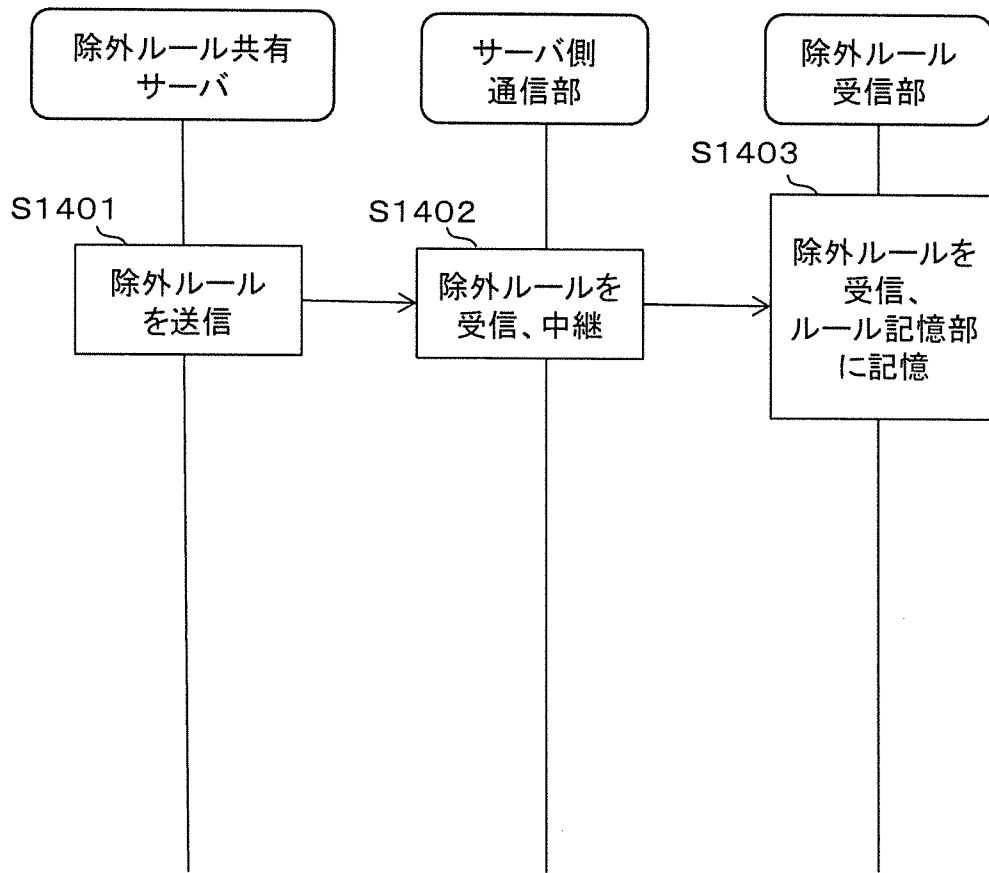 除外ルール共有
サーバ
サーバ側
通信部
除外ルール
受信部
S1401
除外ルール
を送信
S1402
除外ルールを
受信、中継
S1403
除外ルールを
受信、
ルール記憶部
に記憶